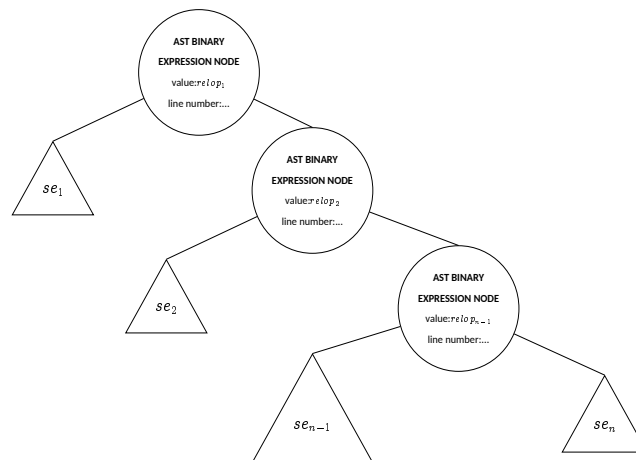 AST BINARY
EXPRESSION NODE
value:relop₁
line number:...
se₁
AST BINARY
EXPRESSION NODE
value:relop₂
line number:...
se₂
AST BINARY
EXPRESSION NODE
value:relopₙ₋₁
line number:...
seₙ₋₁
seₙ